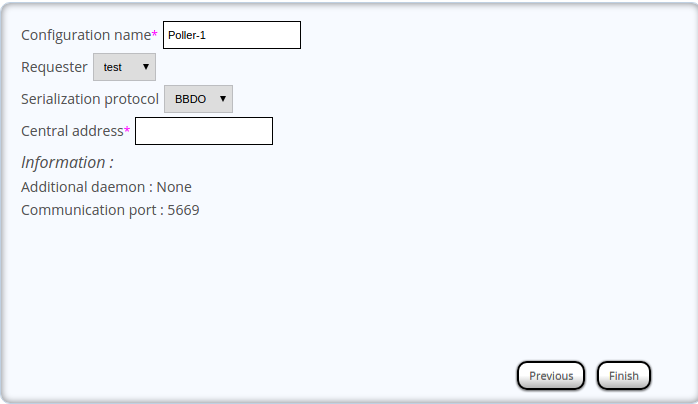 Configuration name* Poller-1
Requester test ▼
Serialization protocol BBDO ▼
Central address*
Information :
Additional daemon : None
Communication port : 5669
Previous Finish